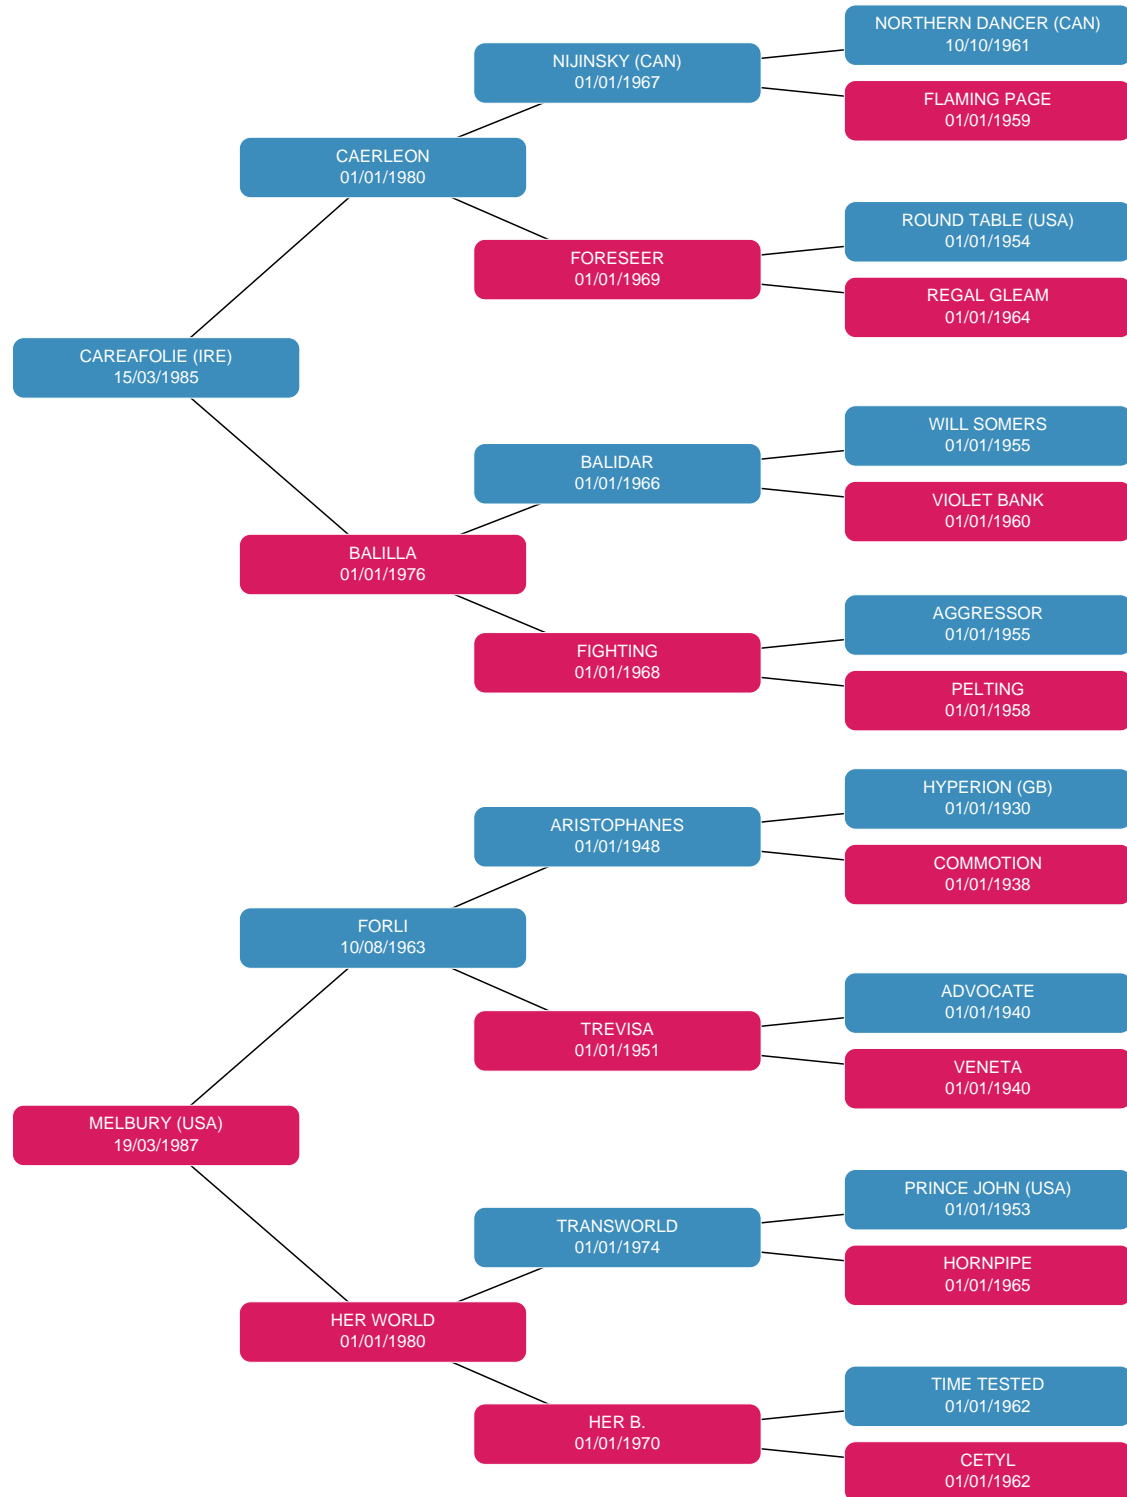 NORTHERN DANCER (CAN)
10/10/1961
NIJINSKY (CAN)
01/01/1967
FLAMING PAGE
01/01/1959
CAERLEON
01/01/1980
ROUND TABLE (USA)
01/01/1954
FORESEER
01/01/1969
REGAL GLEAM
01/01/1964
CAREAFOLIE (IRE)
15/03/1985
WILL SOMERS
01/01/1955
BALIDAR
01/01/1966
VIOLET BANK
01/01/1960
BALILLA
01/01/1976
AGGRESSOR
01/01/1955
FIGHTING
01/01/1968
PELTING
01/01/1958
HYPERION (GB)
01/01/1930
ARISTOPHANES
01/01/1948
COMMOTION
01/01/1938
FORLI
10/08/1963
ADVOCATE
01/01/1940
TREVISA
01/01/1951
VENETA
01/01/1940
MELBURY (USA)
19/03/1987
PRINCE JOHN (USA)
01/01/1953
TRANSWORLD
01/01/1974
HORNPIPE
01/01/1965
HER WORLD
01/01/1980
TIME TESTED
01/01/1962
HER B.
01/01/1970
CETYL
01/01/1962